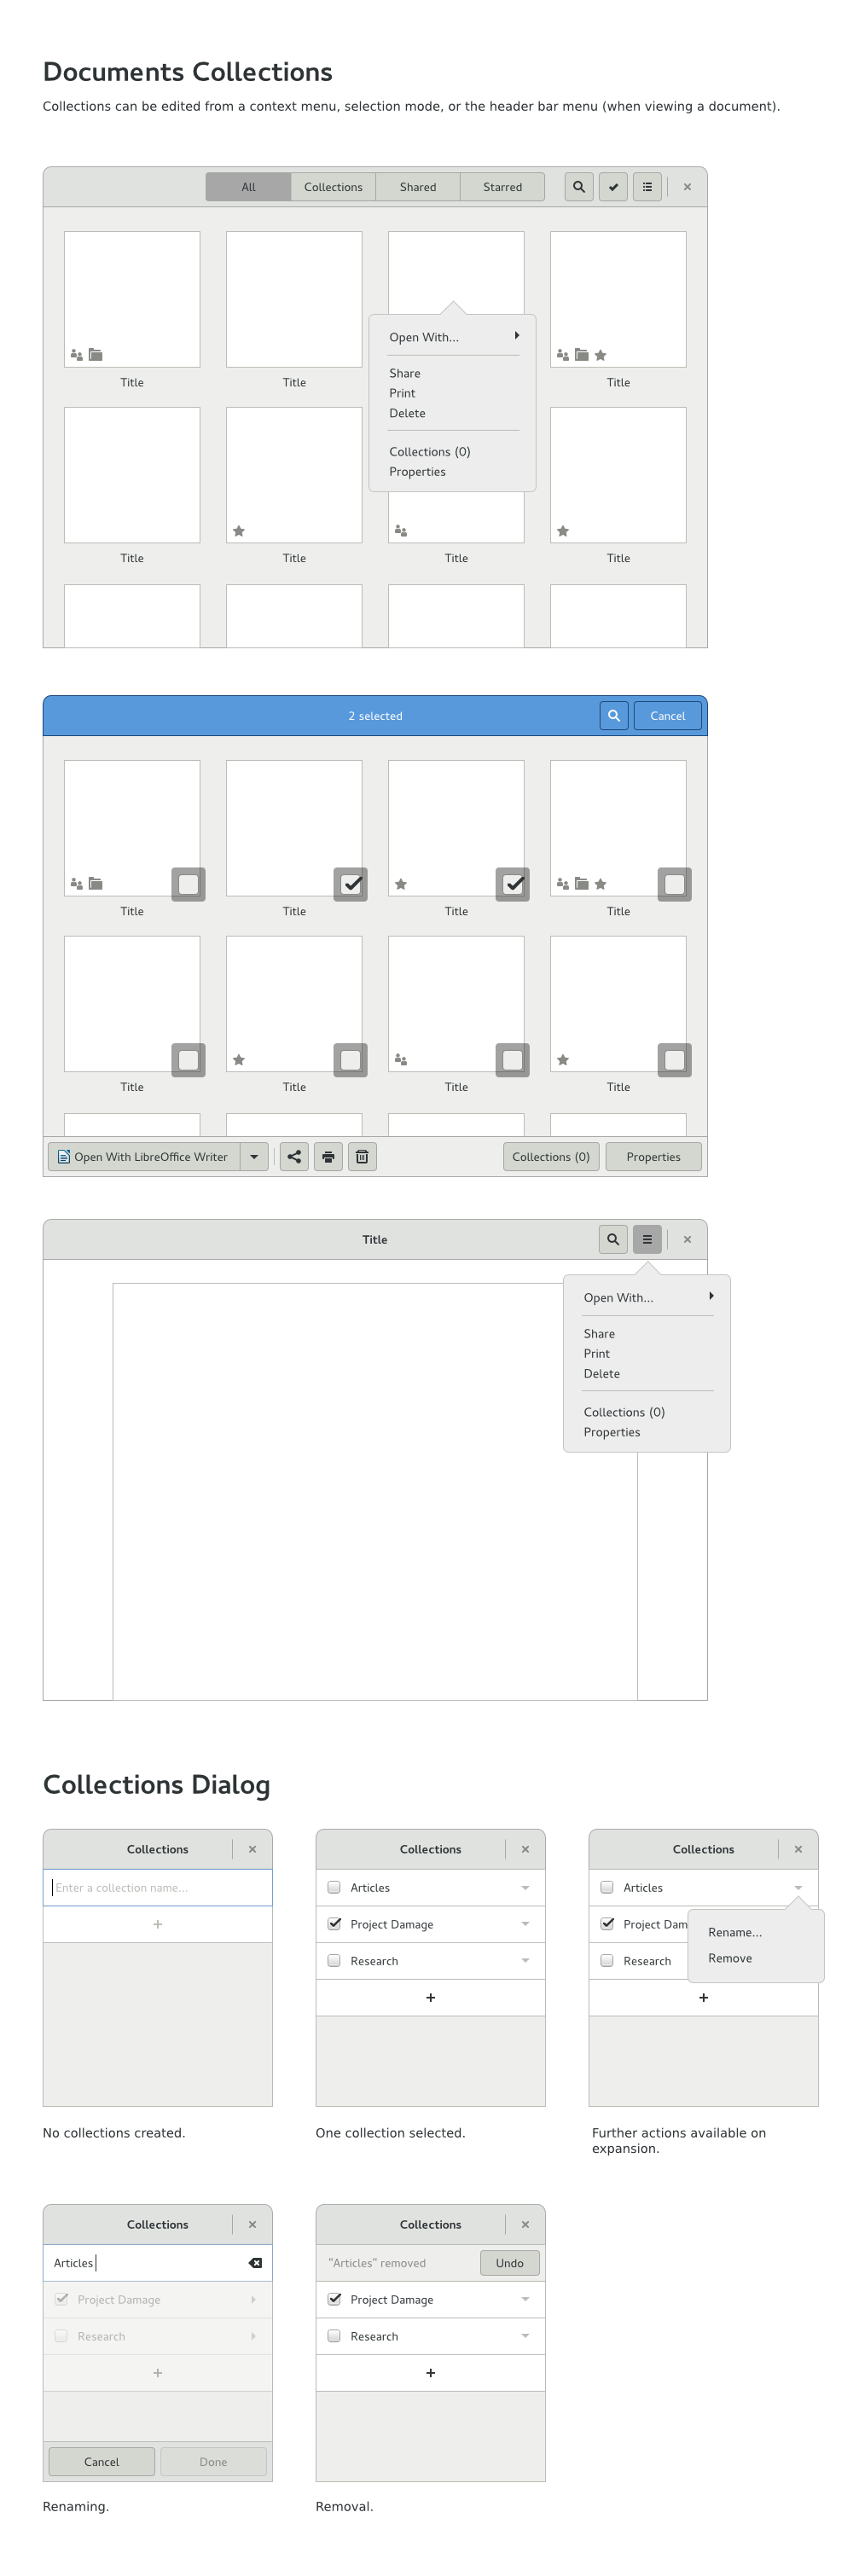 Documents Collections
Collections can be edited from a context menu, selection mode, or the header bar menu (when viewing a document).
All Collections Shared Starred
Open With...
Title Title Title
Share
Print
Delete
Collections (0)
Properties
Title Title Title Title
2 selected Cancel
Title Title Title Title
Title Title Title Title
Open With LibreOffice Writer Collections (0) Properties
Title
Open With...
Share
Print
Delete
Collections (0)
Properties
Collections Dialog
Collections
Enter a collection name...
No collections created.
Collections
Articles
Project Damage
Research
One collection selected.
Collections
Articles
Project Dam
Research
Rename...
Remove
Further actions available on
expansion.
Collections
Articles
Project Damage
Research
Cancel Done
Renaming.
Collections
"Articles" removed Undo
Project Damage
Research
Removal.